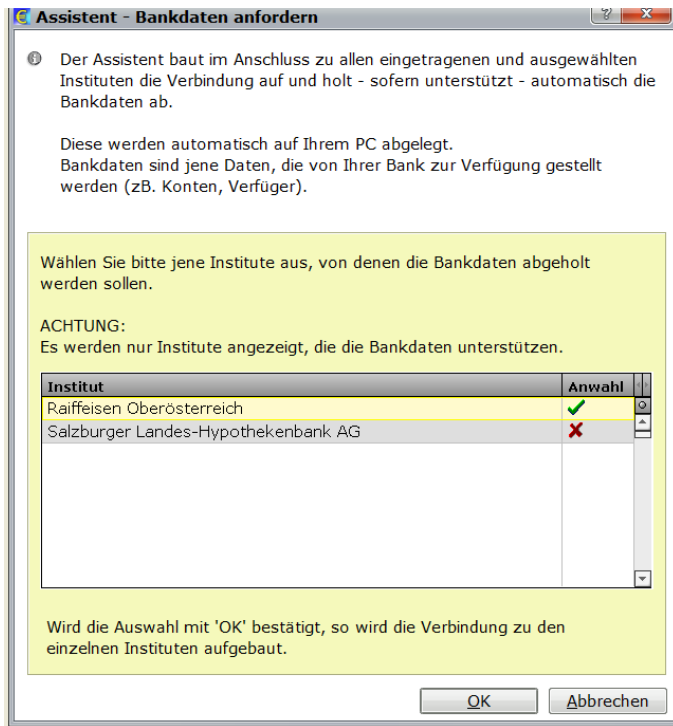 Assistent - Bankdaten anfordern
Der Assistent baut im Anschluss zu allen eingetragenen und ausgewählten
Instituten die Verbindung auf und holt - sofern unterstützt - automatisch die
Bankdaten ab.
Diese werden automatisch auf Ihrem PC abgelegt.
Bankdaten sind jene Daten, die von Ihrer Bank zur Verfügung gestellt
werden (zB. Konten, Verfüger).
Wählen Sie bitte jene Institute aus, von denen die Bankdaten abgeholt
werden sollen.
ACHTUNG:
Es werden nur Institute angezeigt, die die Bankdaten unterstützen.
Institut Anwahl
Raiffeisen Oberösterreich
Salzburger Landes-Hypothekenbank AG
Wird die Auswahl mit 'OK' bestätigt, so wird die Verbindung zu den
einzelnen Instituten aufgebaut.
OK Abbrechen